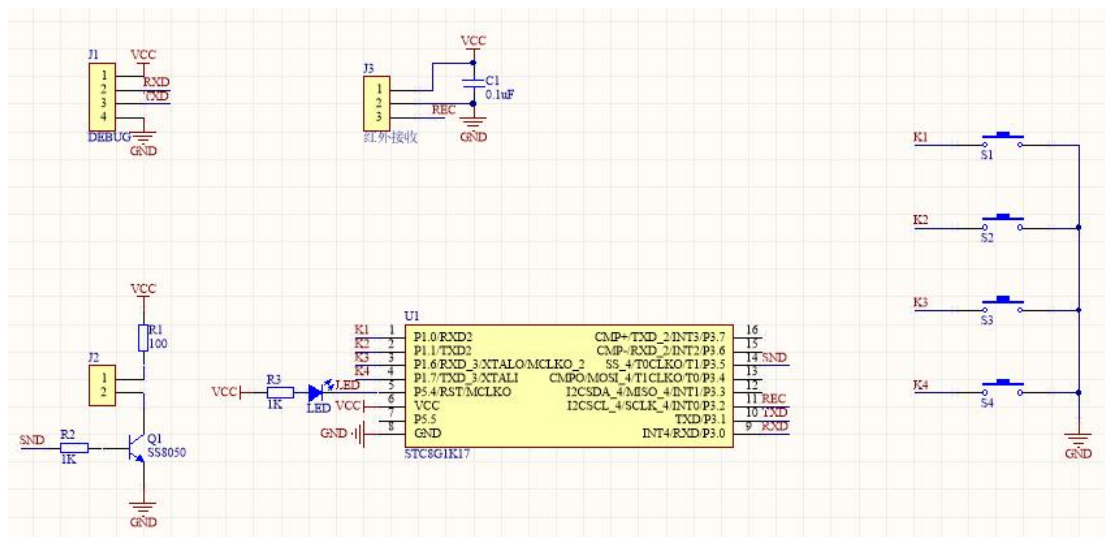 J1
VCC
1
2
3
4
RXD
TXD
DEBUG
GND
J3
VCC
1
2
3
C1
0.1uF
REC
红外接收
GND
K1
S1
K2
S2
K3
S3
K4
S4
GND
VCC
R1
100
J2
1
2
SND
R2
1K
Q1
SS8050
GND
VCC
R3
1K
LED
LED
U1
K1 1 P1.0/RXD2
K2 2 P1.1/TXD2
K3 3 P1.6/RXD_3/XTALO/MCLKO_2
K4 4 P1.7/TXD_3/XTALI
5 P5.4/RST/MCLKO
VCC 6 VCC
7 P5.5
GND 8 GND
CMP+/TXD_2/INT3/P3.7 16
CMP-/RXD_2/INT2/P3.6 15
SS_4/T0CLKO/T1/P3.5 14 SND
CMPO/MOSI_4/T1CLKO/T0/P3.4 13
I2CSDA_4/MISO_4/INT1/P3.3 12
I2CSCL_4/SCLK_4/INT0/P3.2 11 REC
TXD/P3.1 10 TXD
INT4/RXD/P3.0 9 RXD
STC8G1K17